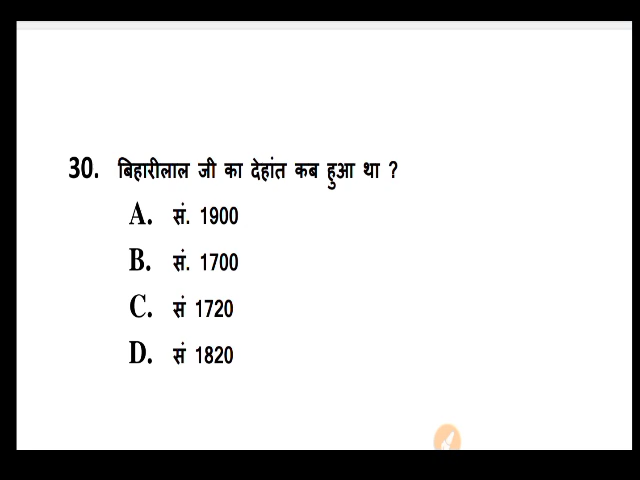 30. बिहारीलाल जी का देहांत कब हुआ था ?
A. सं. 1900
B. सं. 1700
C. सं 1720
D. सं 1820